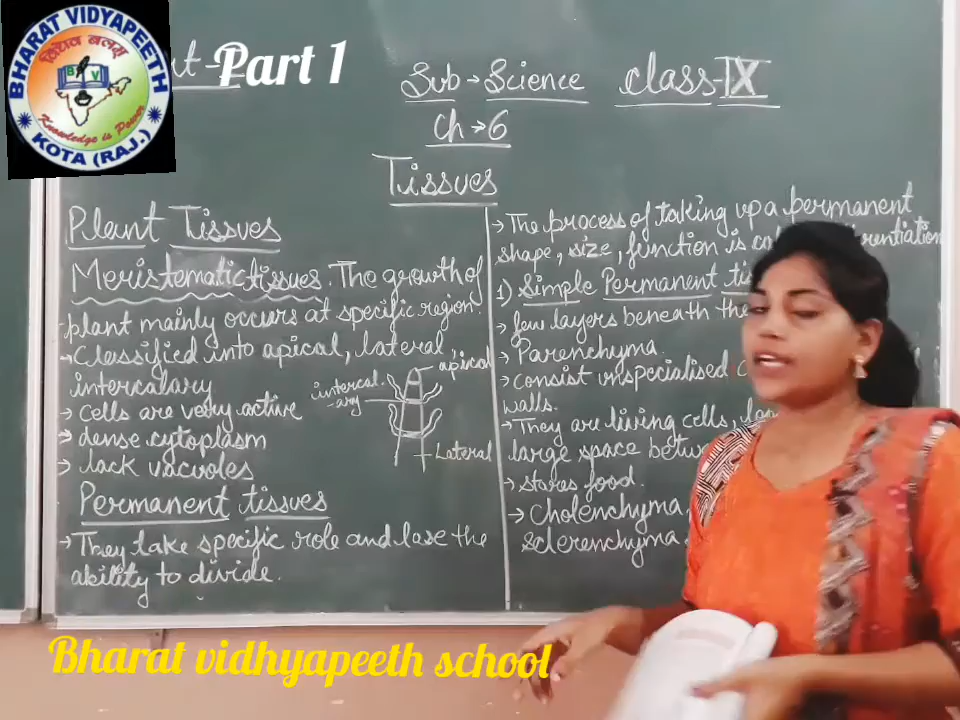 BHARAT VIDYAPEETH
विधैव बलम्
B V
Knowledge is Power
KOTA (RAJ.)
Part 1
Sub → Science class-IX
Ch → 6
Tissues
Plant Tissues
Meristematic tissues. The growth of
plant mainly occurs at specific region.
→ Classified into apical, lateral,
intercalary
→ cells are very active
→ dense cytoplasm
→ lack vacuoles
apical
intercal.
-ary
Lateral
Permanent tissues
→ They take specific role and lose the
ability to divide.
→ The process of taking up a permanent
shape, size, function is
1) Simple Permanent
→ few layers beneath the
→ Parenchyma.
→ consist unspecialised
walls.
→ They are living cells,
large space
→ stores food.
→ Cholenchyma,
sclerenchyma
Bharat vidhyapeeth school